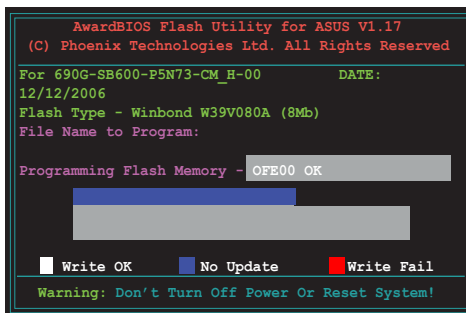 AwardBIOS Flash Utility for ASUS V1.17
(C) Phoenix Technologies Ltd. All Rights Reserved
For 690G-SB600-P5N73-CM_H-00 DATE:
12/12/2006
Flash Type - Winbond W39V080A (8Mb)
File Name to Program:
Programming Flash Memory - OFE00 OK
Write OK No Update Write Fail
Warning: Don't Turn Off Power Or Reset System!